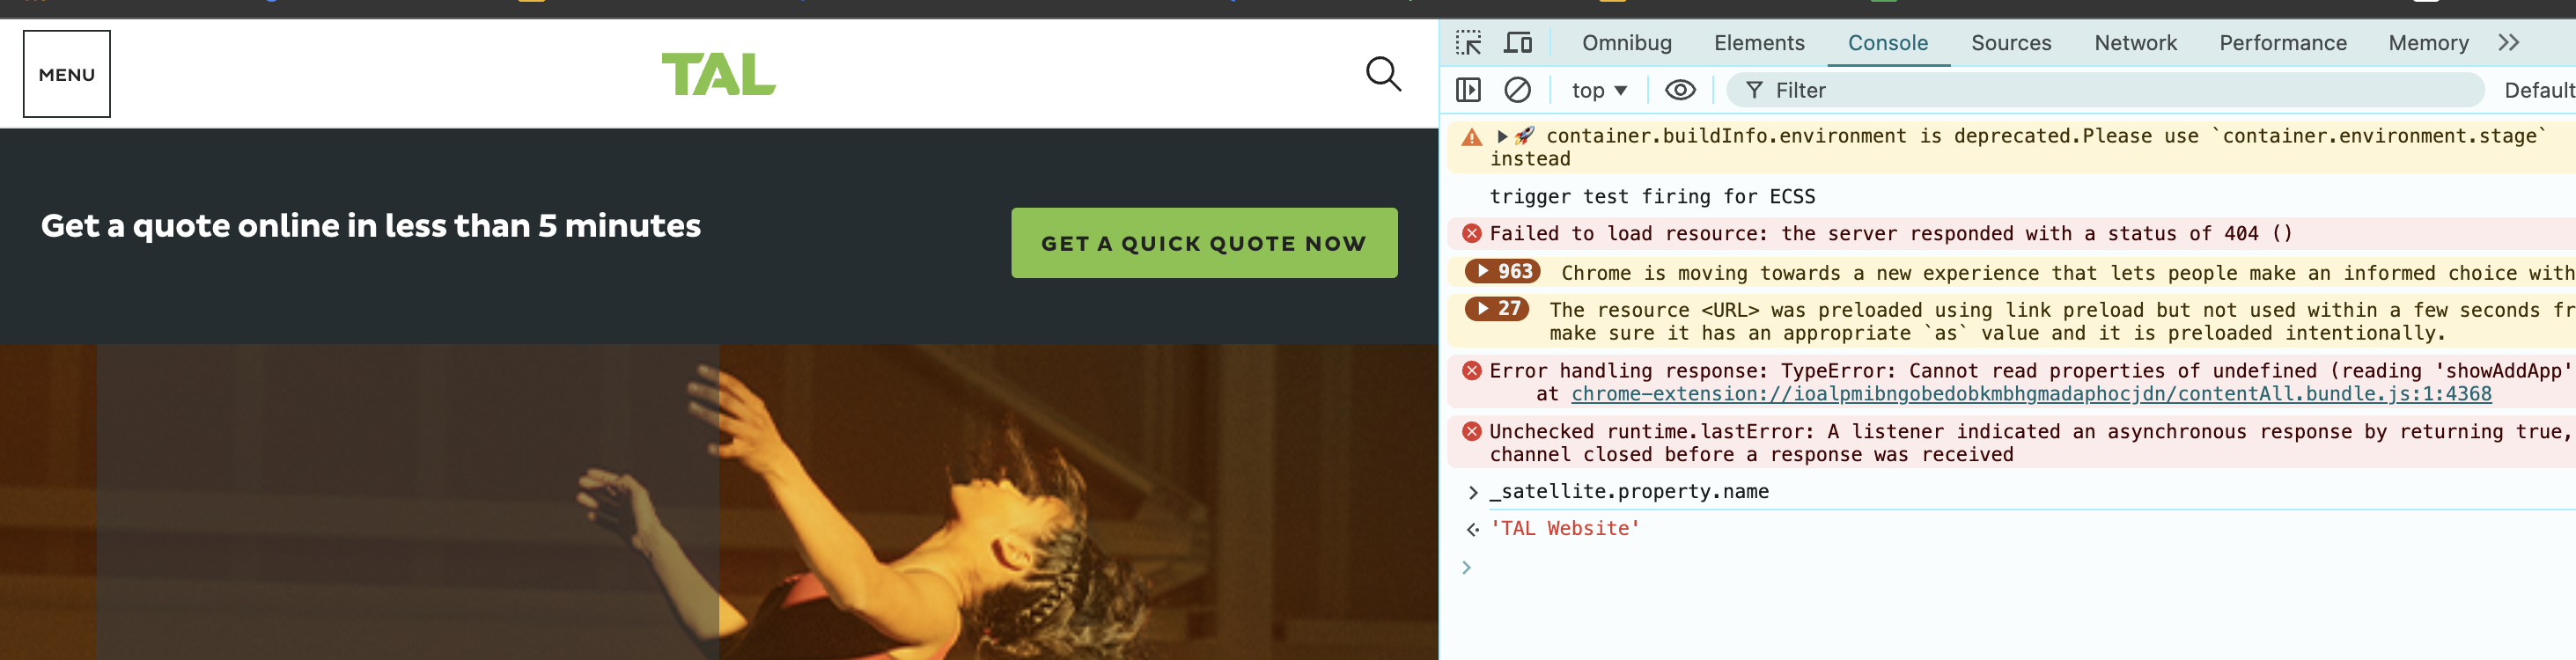 MENU
TAL
Get a quote online in less than 5 minutes
GET A QUICK QUOTE NOW
Omnibug Elements Console Sources Network Performance Memory
top Filter Default
container.buildInfo.environment is deprecated.Please use `container.environment.stage`
instead
trigger test firing for ECSS
Failed to load resource: the server responded with a status of 404 ()
963 Chrome is moving towards a new experience that lets people make an informed choice with
27 The resource <URL> was preloaded using link preload but not used within a few seconds fr
make sure it has an appropriate `as` value and it is preloaded intentionally.
Error handling response: TypeError: Cannot read properties of undefined (reading 'showAddApp'
at chrome-extension://ioalpmibngobedobkmbhgmadaphocjdn/contentAll.bundle.js:1:4368
Unchecked runtime.lastError: A listener indicated an asynchronous response by returning true,
channel closed before a response was received
> _satellite.property.name
'TAL Website'